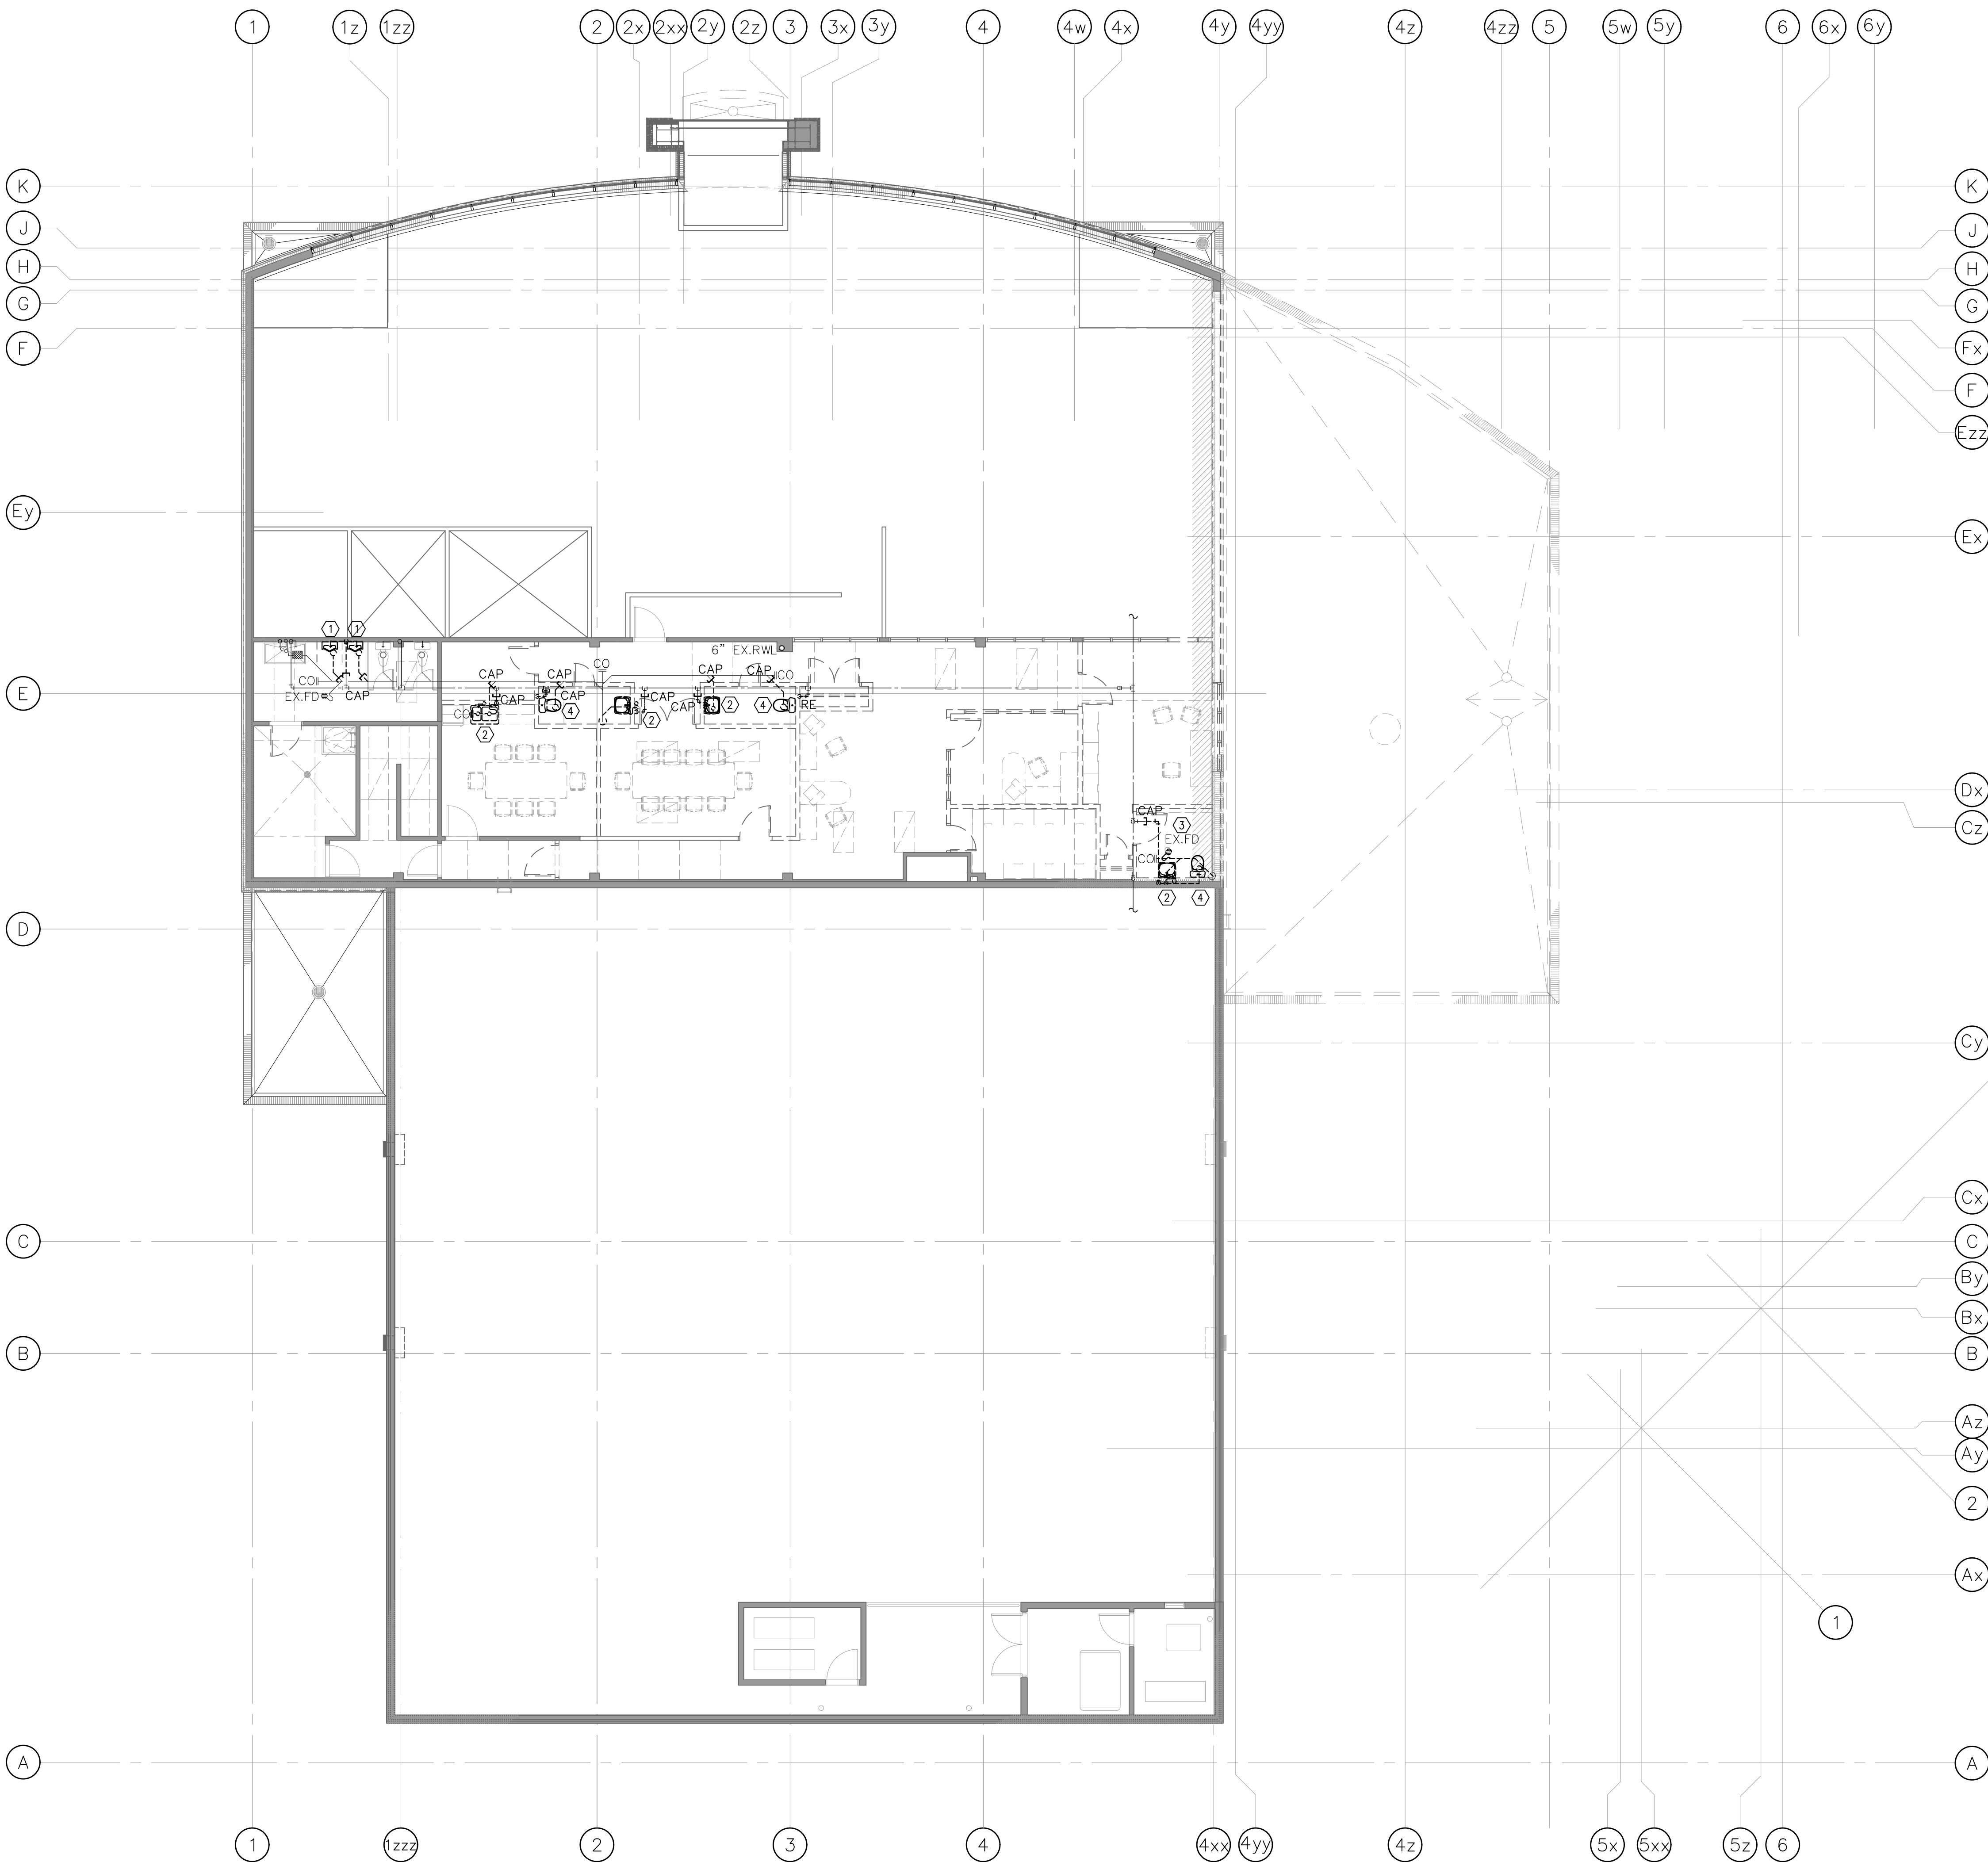 1 1z 1zz 2 2x 2xx 2y 2z 3 3x 3y 4 4w 4x 4y 4yy 4z 4zz 5 5w 5y 6 6x 6y
K K
J J
H H
G G
F Fx
F
Ezz
Ey Ex
1 1
6" EX.RWL
CO
CAP CAP CAP CAP CO
CO
E
EX.FD CAP CAP CAP CAP
CAP RE
4 2 4
CO 2
2
Dx
CAP
3
Cz
EX.FD
CO
2 4
D
Cy
Cx
C C
By
Bx
B B
Az
Ay
2
Ax
1
A A
1 1zzz 2 3 4 4xx 4yy 4z 5x 5xx 5z 6